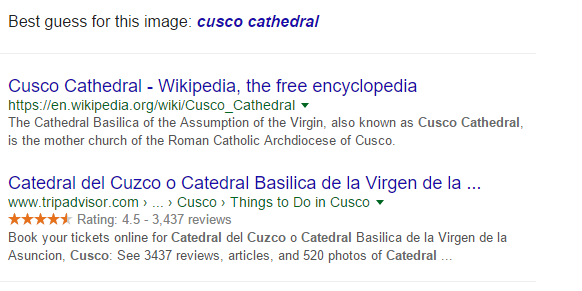 Best guess for this image: cusco cathedral
Cusco Cathedral - Wikipedia, the free encyclopedia
https://en.wikipedia.org/wiki/Cusco_Cathedral
The Cathedral Basilica of the Assumption of the Virgin, also known as Cusco Cathedral,
is the mother church of the Roman Catholic Archdiocese of Cusco.
Catedral del Cuzco o Catedral Basilica de la Virgen de la ...
www.tripadvisor.com › ... › Cusco › Things to Do in Cusco
Rating: 4.5 - 3,437 reviews
Book your tickets online for Catedral del Cuzco o Catedral Basilica de la Virgen de la
Asuncion, Cusco: See 3437 reviews, articles, and 520 photos of Catedral ...